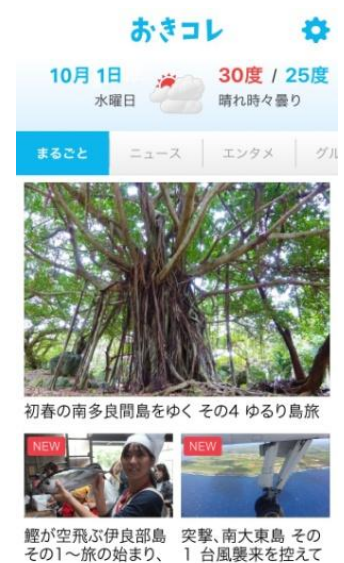 おきコレ
10月 1日 30度 / 25度
水曜日 晴れ時々曇り
まるごと ニュース エンタメ グル
初春の南多良間島をゆく その4 ゆるり島旅
NEW NEW
鰹が空飛ぶ伊良部島
その1〜旅の始まり、
突撃、南大東島 その
1 台風襲来を控えて